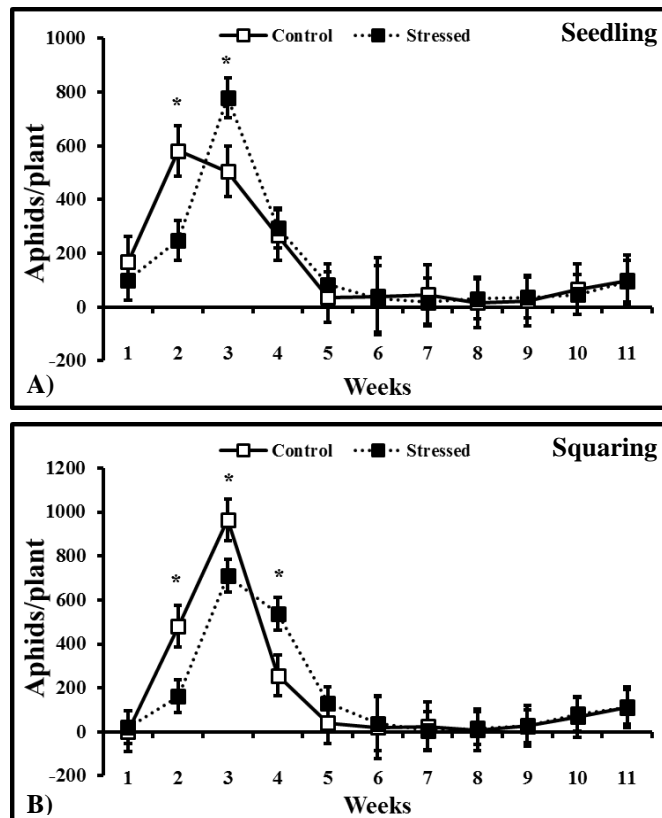 Seedling
Control Stressed
1000
800
600
400
200
0
-200
Aphids/plant
* *
1 2 3 4 5 6 7 8 9 10 11
Weeks
A)
Squaring
Control Stressed
1200
1000
800
600
400
200
0
-200
Aphids/plant
* * *
1 2 3 4 5 6 7 8 9 10 11
Weeks
B)